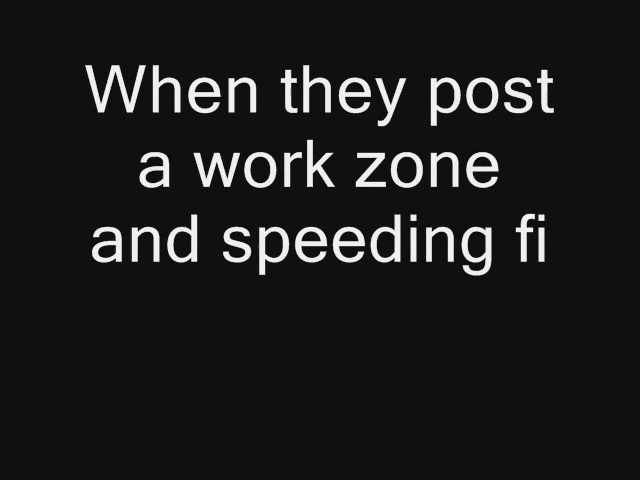 When they post
a work zone
and speeding fi